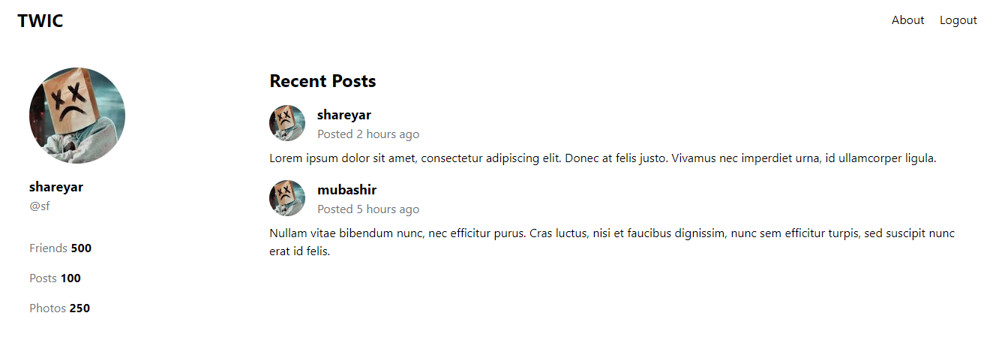 TWIC
About Logout
shareyar
@sf
Friends 500
Posts 100
Photos 250
Recent Posts
shareyar
Posted 2 hours ago
Lorem ipsum dolor sit amet, consectetur adipiscing elit. Donec at felis justo. Vivamus nec imperdiet urna, id ullamcorper ligula.
mubashir
Posted 5 hours ago
Nullam vitae bibendum nunc, nec efficitur purus. Cras luctus, nisi et faucibus dignissim, nunc sem efficitur turpis, sed suscipit nunc
erat id felis.